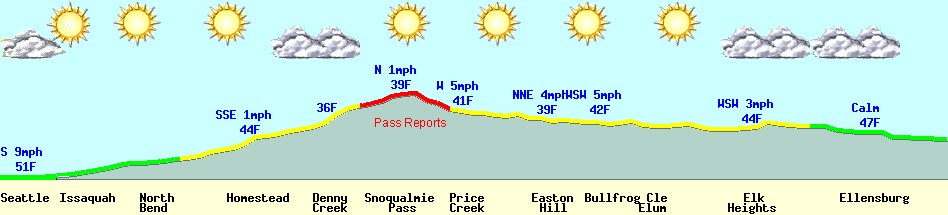 N 1mph
39F
W 5mph
41F
NNE 4mph
39F
WSW 5mph
42F
36F
SSE 1mph
44F
WSW 3mph
44F
Calm
47F
Pass Reports
S 9mph
51F
Seattle
Issaquah
North
Bend
Homestead
Denny
Creek
Snoqualmie
Pass
Price
Creek
Easton
Hill
Bullfrog
Cle
Elum
Elk
Heights
Ellensburg